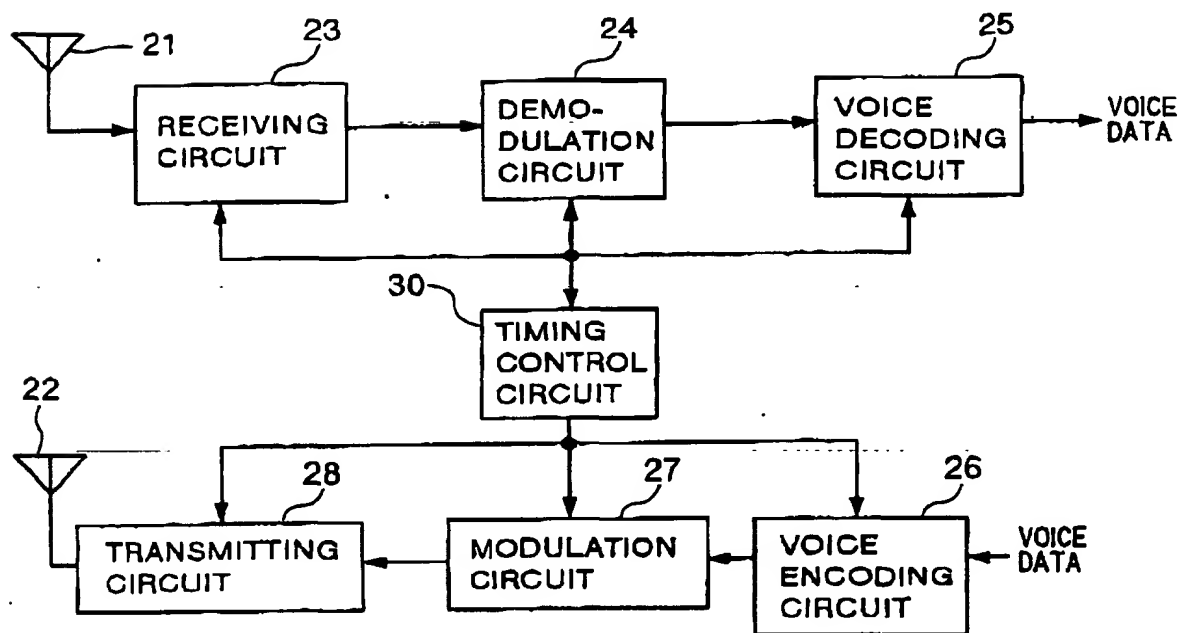 21
23
24
25
RECEIVING
CIRCUIT
DEMO-
DULATION
CIRCUIT
VOICE
DECODING
CIRCUIT
VOICE
DATA
30
TIMING
CONTROL
CIRCUIT
22
28
27
26
TRANSMITTING
CIRCUIT
MODULATION
CIRCUIT
VOICE
ENCODING
CIRCUIT
VOICE
DATA